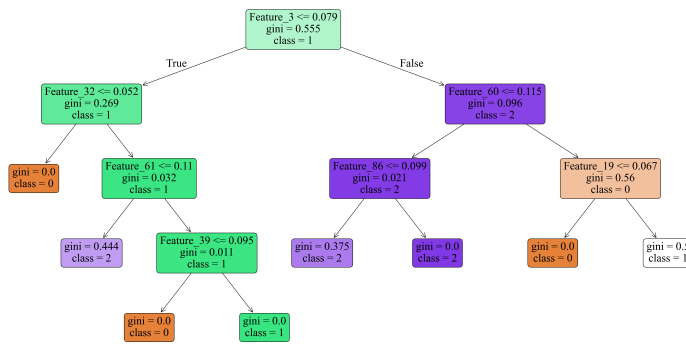 Feature_3 <= 0.079
gini = 0.555
class = 1
True
False
Feature_32 <= 0.052
gini = 0.269
class = 1
Feature_60 <= 0.115
gini = 0.096
class = 2
gini = 0.0
class = 0
Feature_61 <= 0.11
gini = 0.032
class = 1
Feature_86 <= 0.099
gini = 0.021
class = 2
Feature_19 <= 0.067
gini = 0.56
class = 0
gini = 0.444
class = 2
Feature_39 <= 0.095
gini = 0.011
class = 1
gini = 0.375
class = 2
gini = 0.0
class = 2
gini = 0.0
class = 0
gini =
class = 1
gini = 0.0
class = 0
gini = 0.0
class = 1